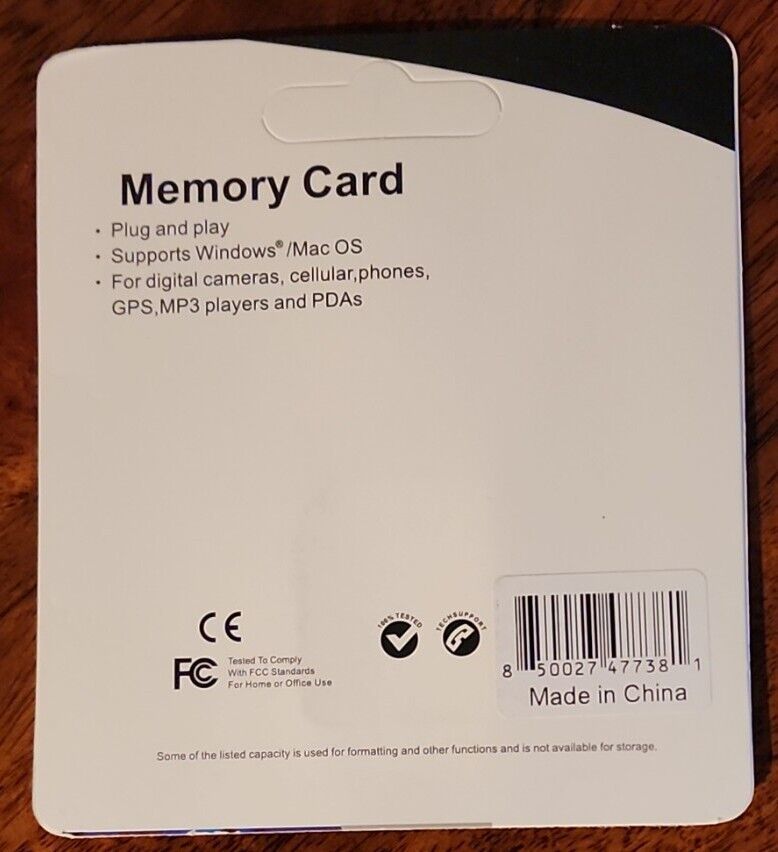 Memory Card
• Plug and play
• Supports Windows®/Mac OS
• For digital cameras, cellular,phones,
GPS,MP3 players and PDAs
CE
FC
Tested To Comply
With FCC Standards
For Home or Office Use
100% TESTED
TECHSUPPORT
8 50027 47738 1
Made in China
Some of the listed capacity is used for formatting and other functions and is not available for storage.